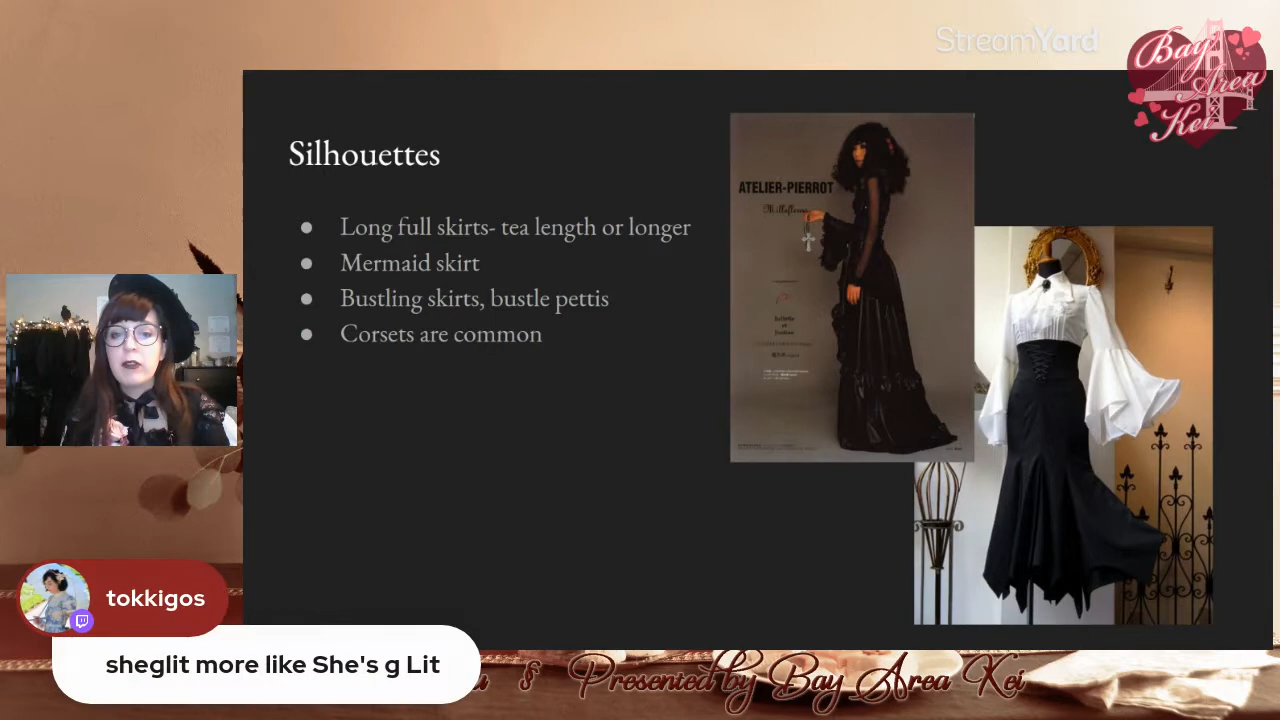 StreamYard
Bay
Area
Kei
Silhouettes
● Long full skirts- tea length or longer
● Mermaid skirt
● Bustling skirts, bustle pettis
● Corsets are common
ATELIER-PIERROT
tokkigos
sheglit more like She's g Lit
u § Presented by Bay Area Kei